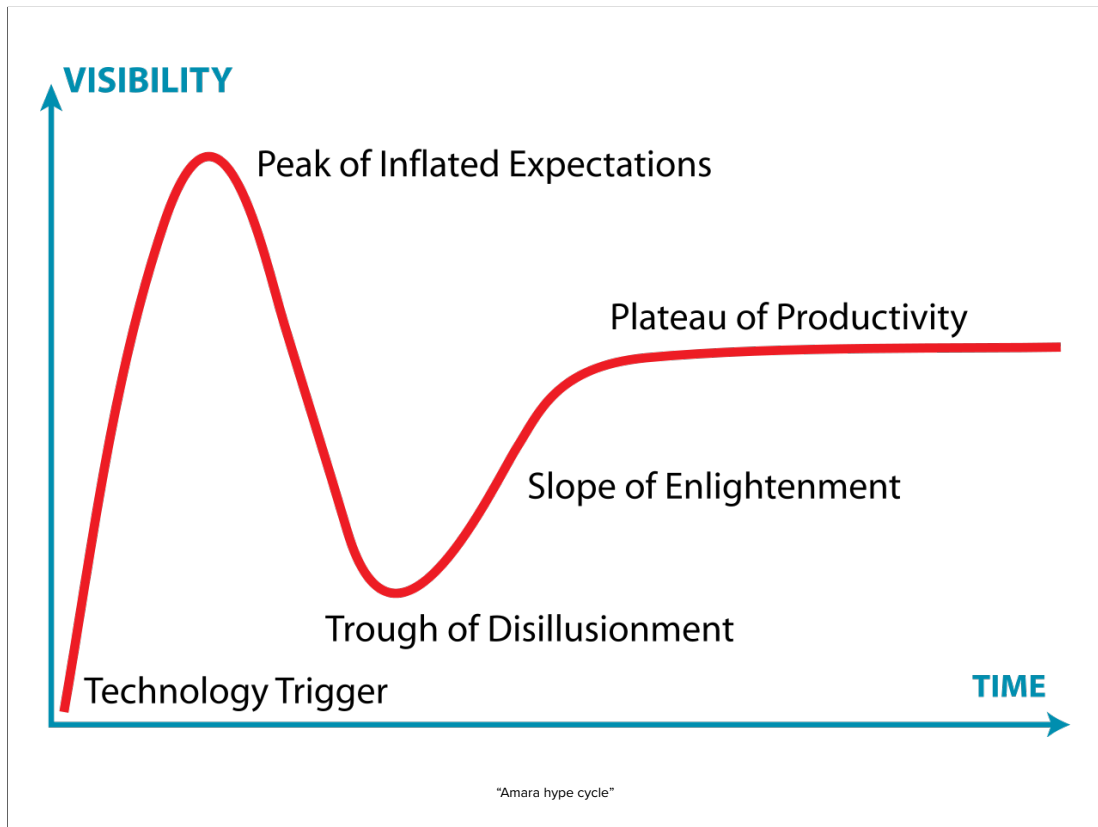 VISIBILITY
Peak of Inflated Expectations
Plateau of Productivity
Slope of Enlightenment
Trough of Disillusionment
Technology Trigger
TIME
“Amara hype cycle”